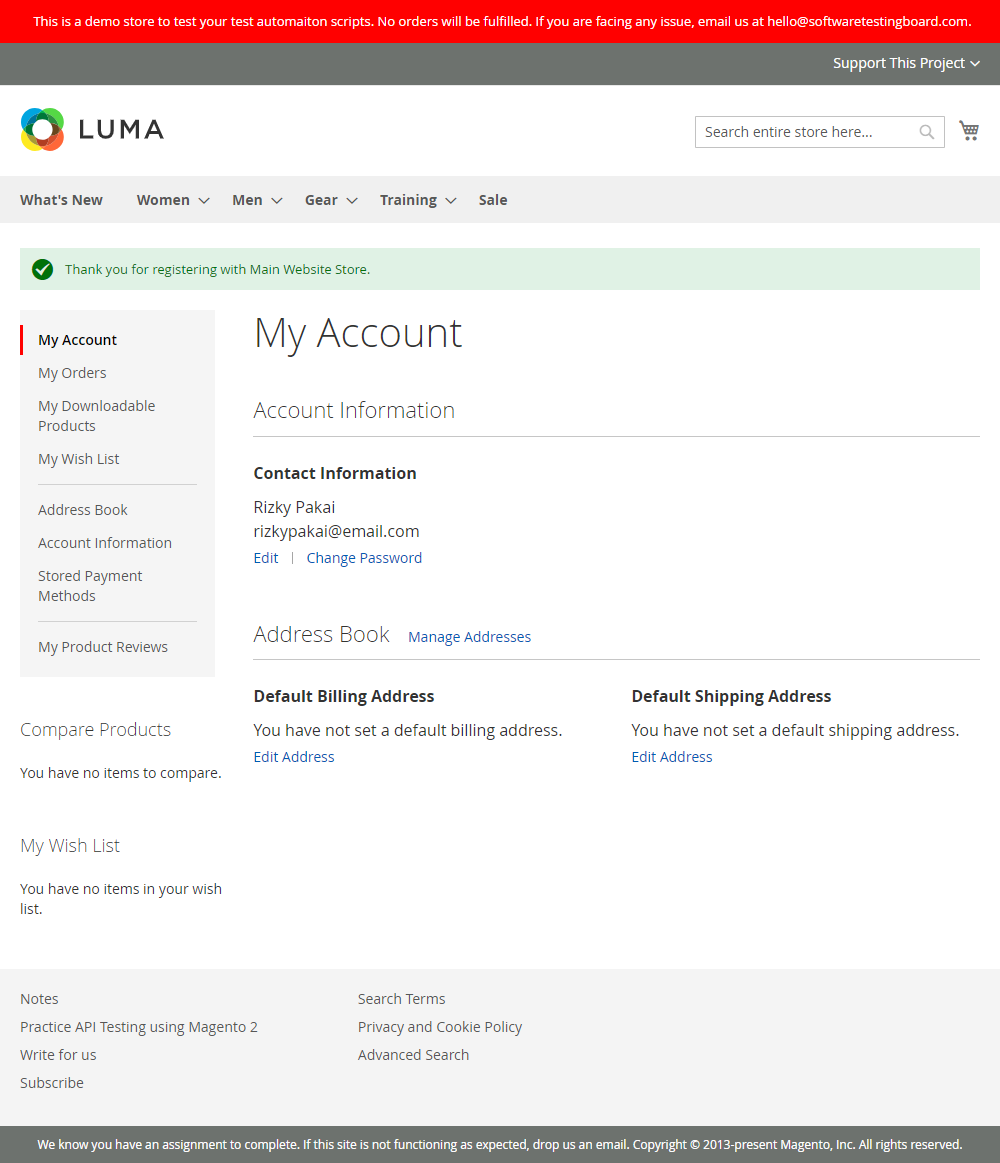 This is a demo store to test your test automaiton scripts. No orders will be fulfilled. If you are facing any issue, email us at hello@softwaretestingboard.com.
Support This Project
LUMA
Search entire store here...
What's New Women Men Gear Training Sale
Thank you for registering with Main Website Store.
My Account
My Orders
My Downloadable
Products
My Wish List
Address Book
Account Information
Stored Payment
Methods
My Product Reviews
Compare Products
You have no items to compare.
My Wish List
You have no items in your wish
list.
My Account
Account Information
Contact Information
Rizky Pakai
rizkypakai@email.com
Edit | Change Password
Address Book Manage Addresses
Default Billing Address
You have not set a default billing address.
Edit Address
Default Shipping Address
You have not set a default shipping address.
Edit Address
Notes
Practice API Testing using Magento 2
Write for us
Subscribe
Search Terms
Privacy and Cookie Policy
Advanced Search
We know you have an assignment to complete. If this site is not functioning as expected, drop us an email. Copyright © 2013-present Magento, Inc. All rights reserved.